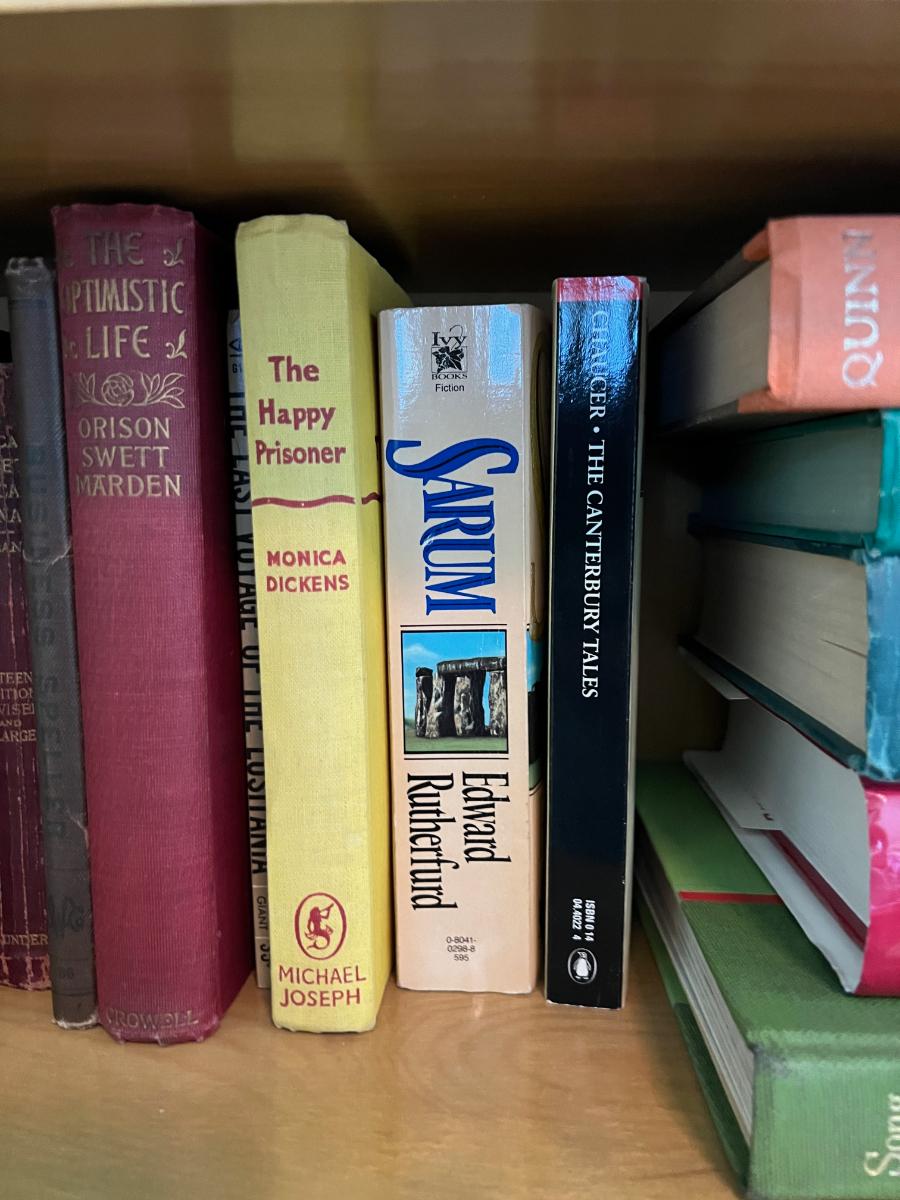 THE
OPTIMISTIC
LIFE
ORISON
SWETT
MARDEN
CROWELL
THE LAST VOYAGE OF THE LUSITANIA
GIANT
The
Happy
Prisoner
MONICA
DICKENS
MICHAEL
JOSEPH
Ivy
BOOKS
Fiction
SARUM
Edward
Rutherfurd
0-8041-
0298-8
595
CHAUCER • THE CANTERBURY TALES
ISBN 0 14
04.4022 4
QUINN
Song